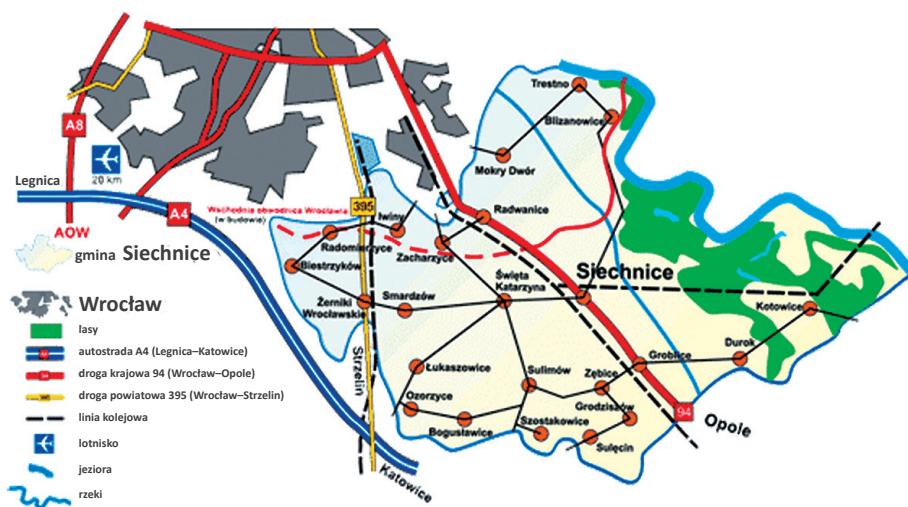 Trestno
Blizanowice
A8
Mokry Dwór
20 km
Legnica
A4
395
Wschodnia obwodnica Wrocławia
(w budowie)
Iwiny
Radwanice
AOW
Radomierzyce
Zacharzyce
gmina Siechnice
Biestrzyków
Święta
Katarzyna
Siechnice
Wrocław
Żerniki
Wrocławskie
Smardzów
Kotowice
lasy
Durok
autostrada A4 (Legnica–Katowice)
Strzelin
Łukaszowice
Sulimów
Zębice
Groblice
droga krajowa 94 (Wrocław–Opole)
droga powiatowa 395 (Wrocław–Strzelin)
Ozorzyce
Grodziszów
94
Opole
linia kolejowa
Bogusławice
Szostakowice
Sulęcin
lotnisko
Katowice
jeziora
rzeki